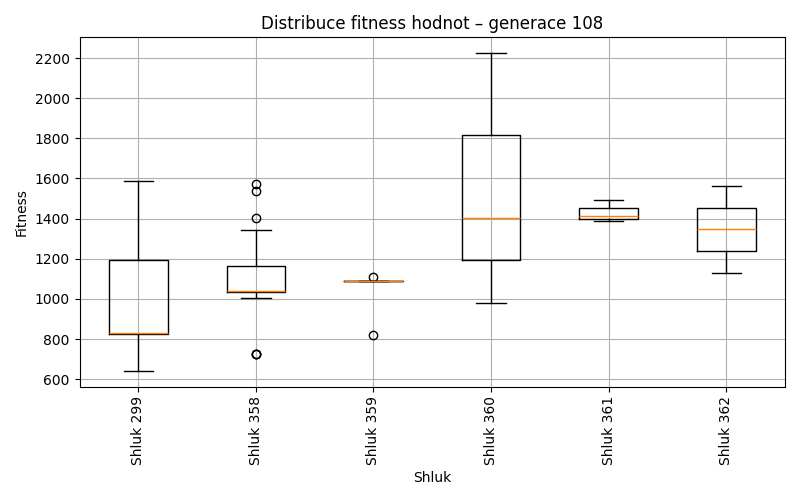 Distribuce fitness hodnot – generace 108
Fitness
2200
2000
1800
1600
1400
1200
1000
800
600
Shluk 299
Shluk 358
Shluk 359
Shluk 360
Shluk 361
Shluk 362
Shluk